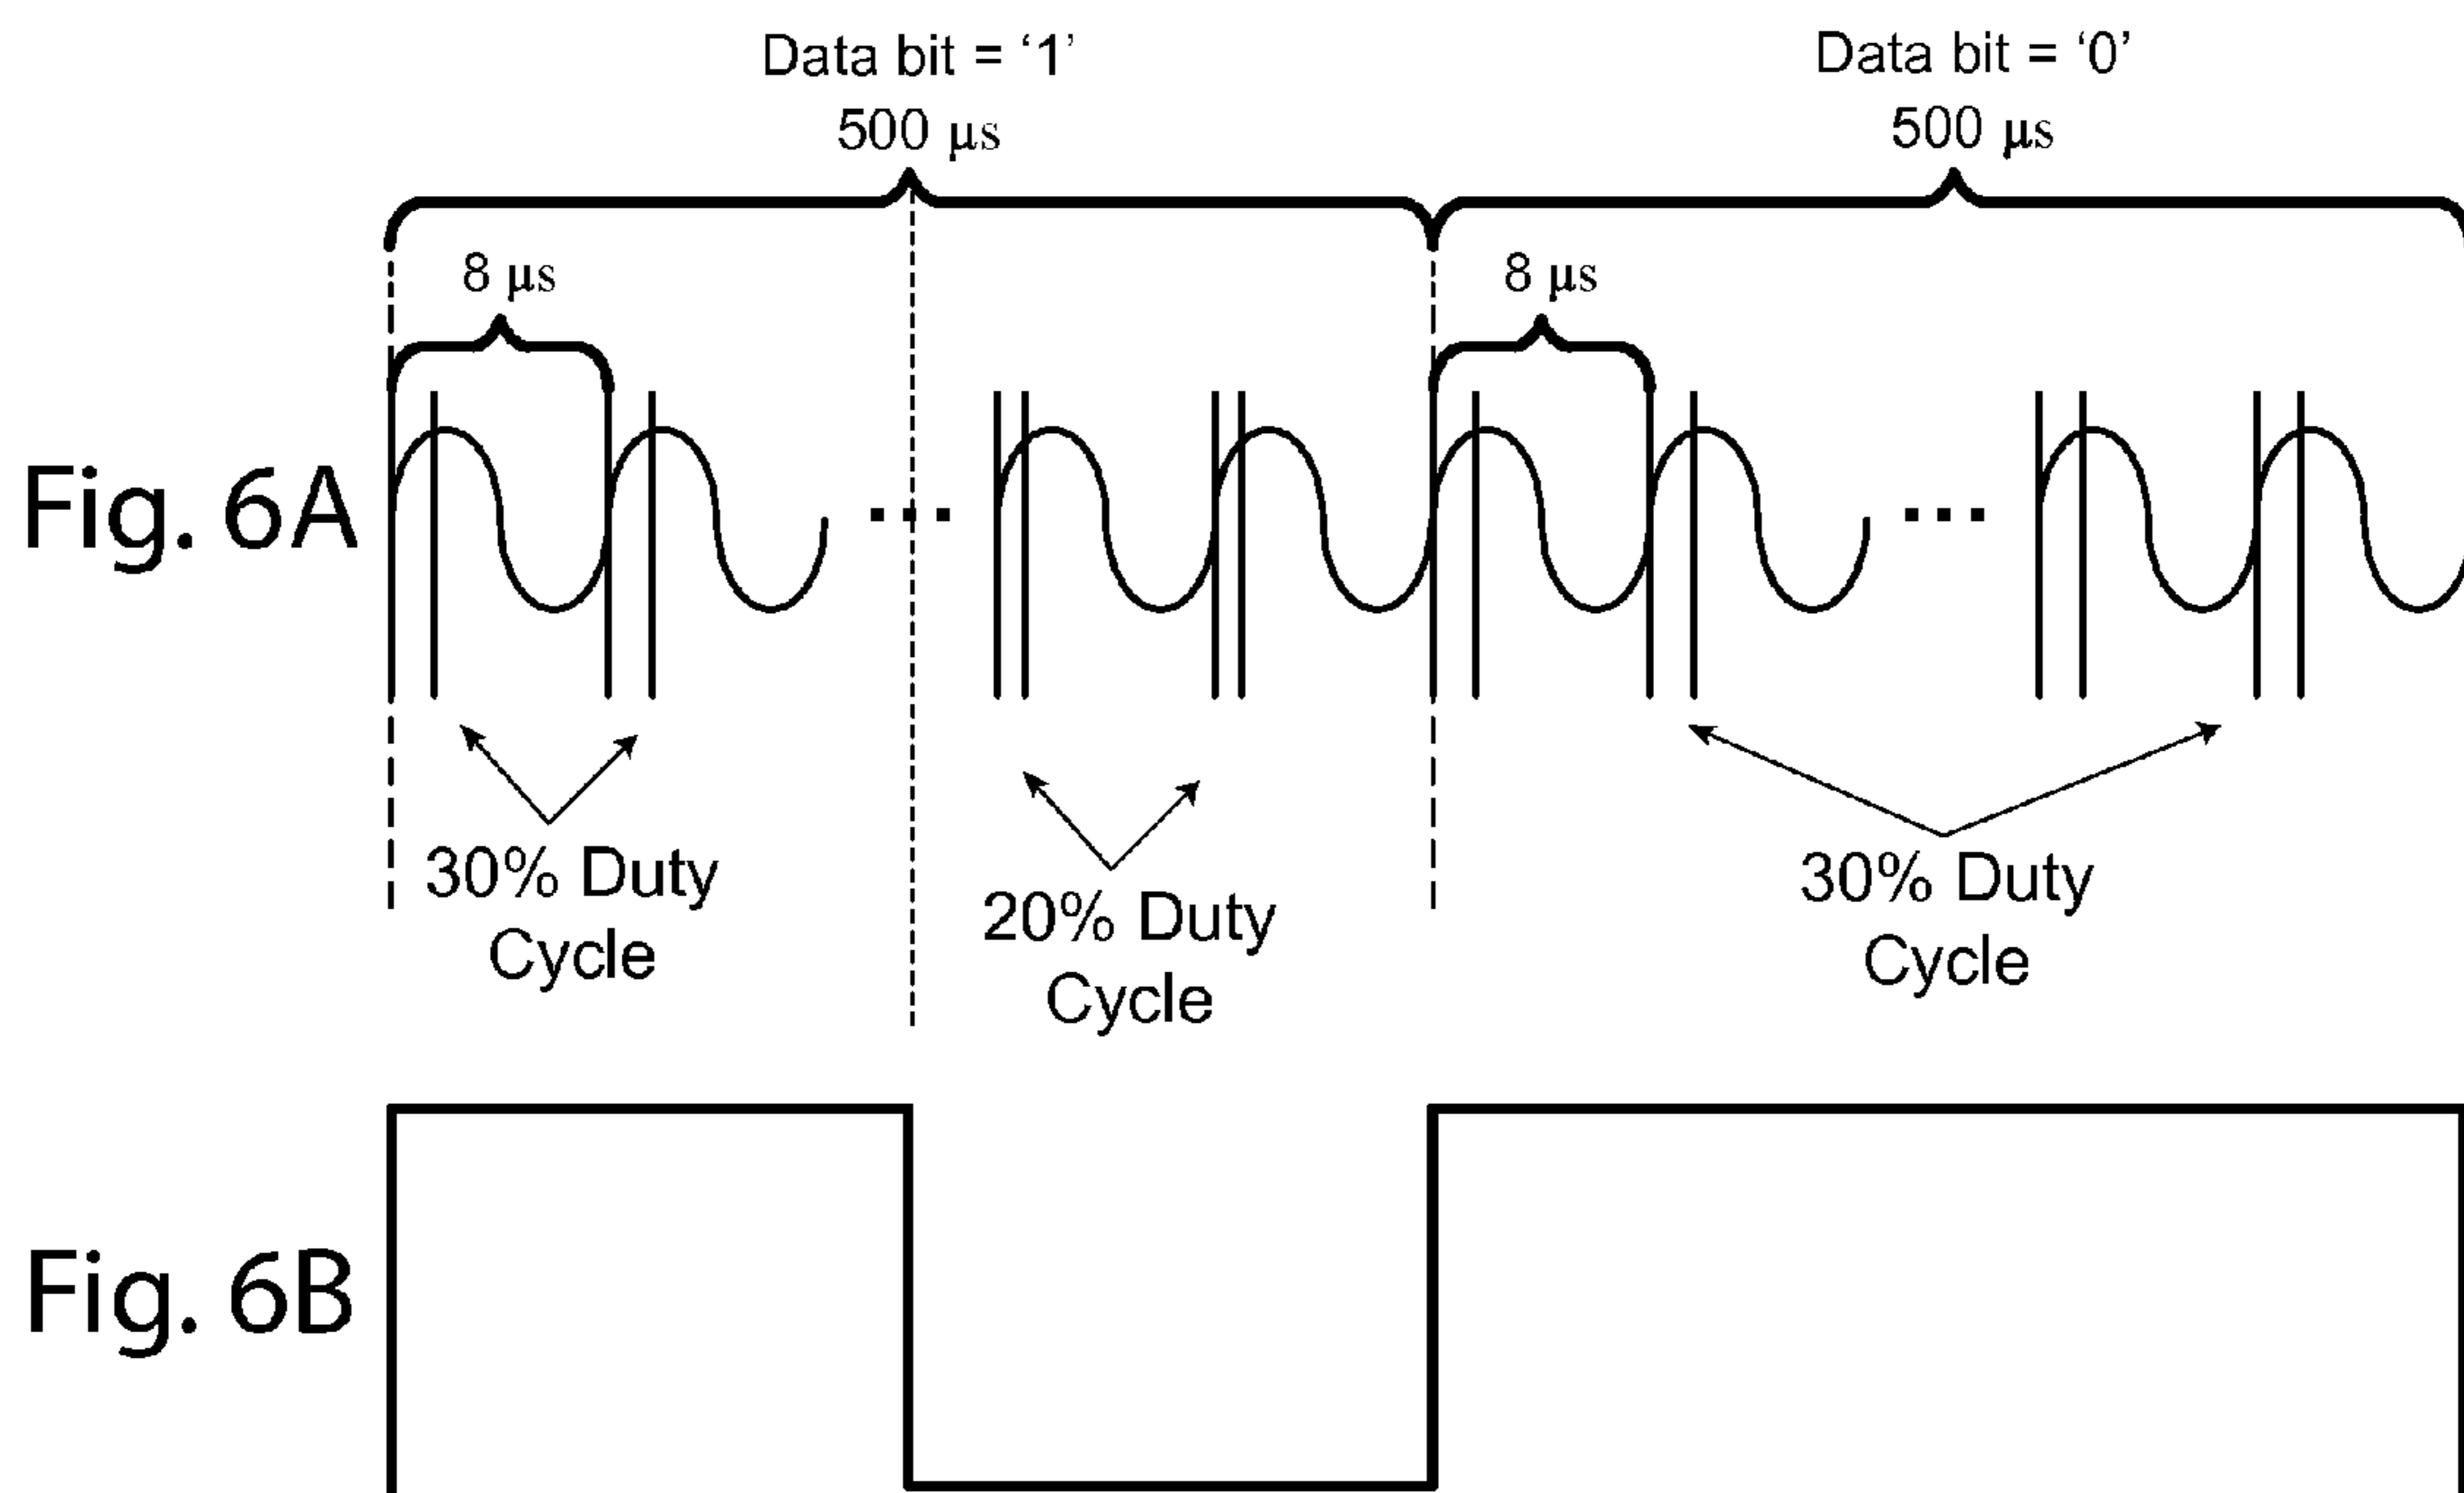 Data bit = ‘1’
500 μs
Data bit = ‘0’
500 μs
8 μs
8 μs
Fig. 6A
...
...
30% Duty
Cycle
20% Duty
Cycle
30% Duty
Cycle
Fig. 6B